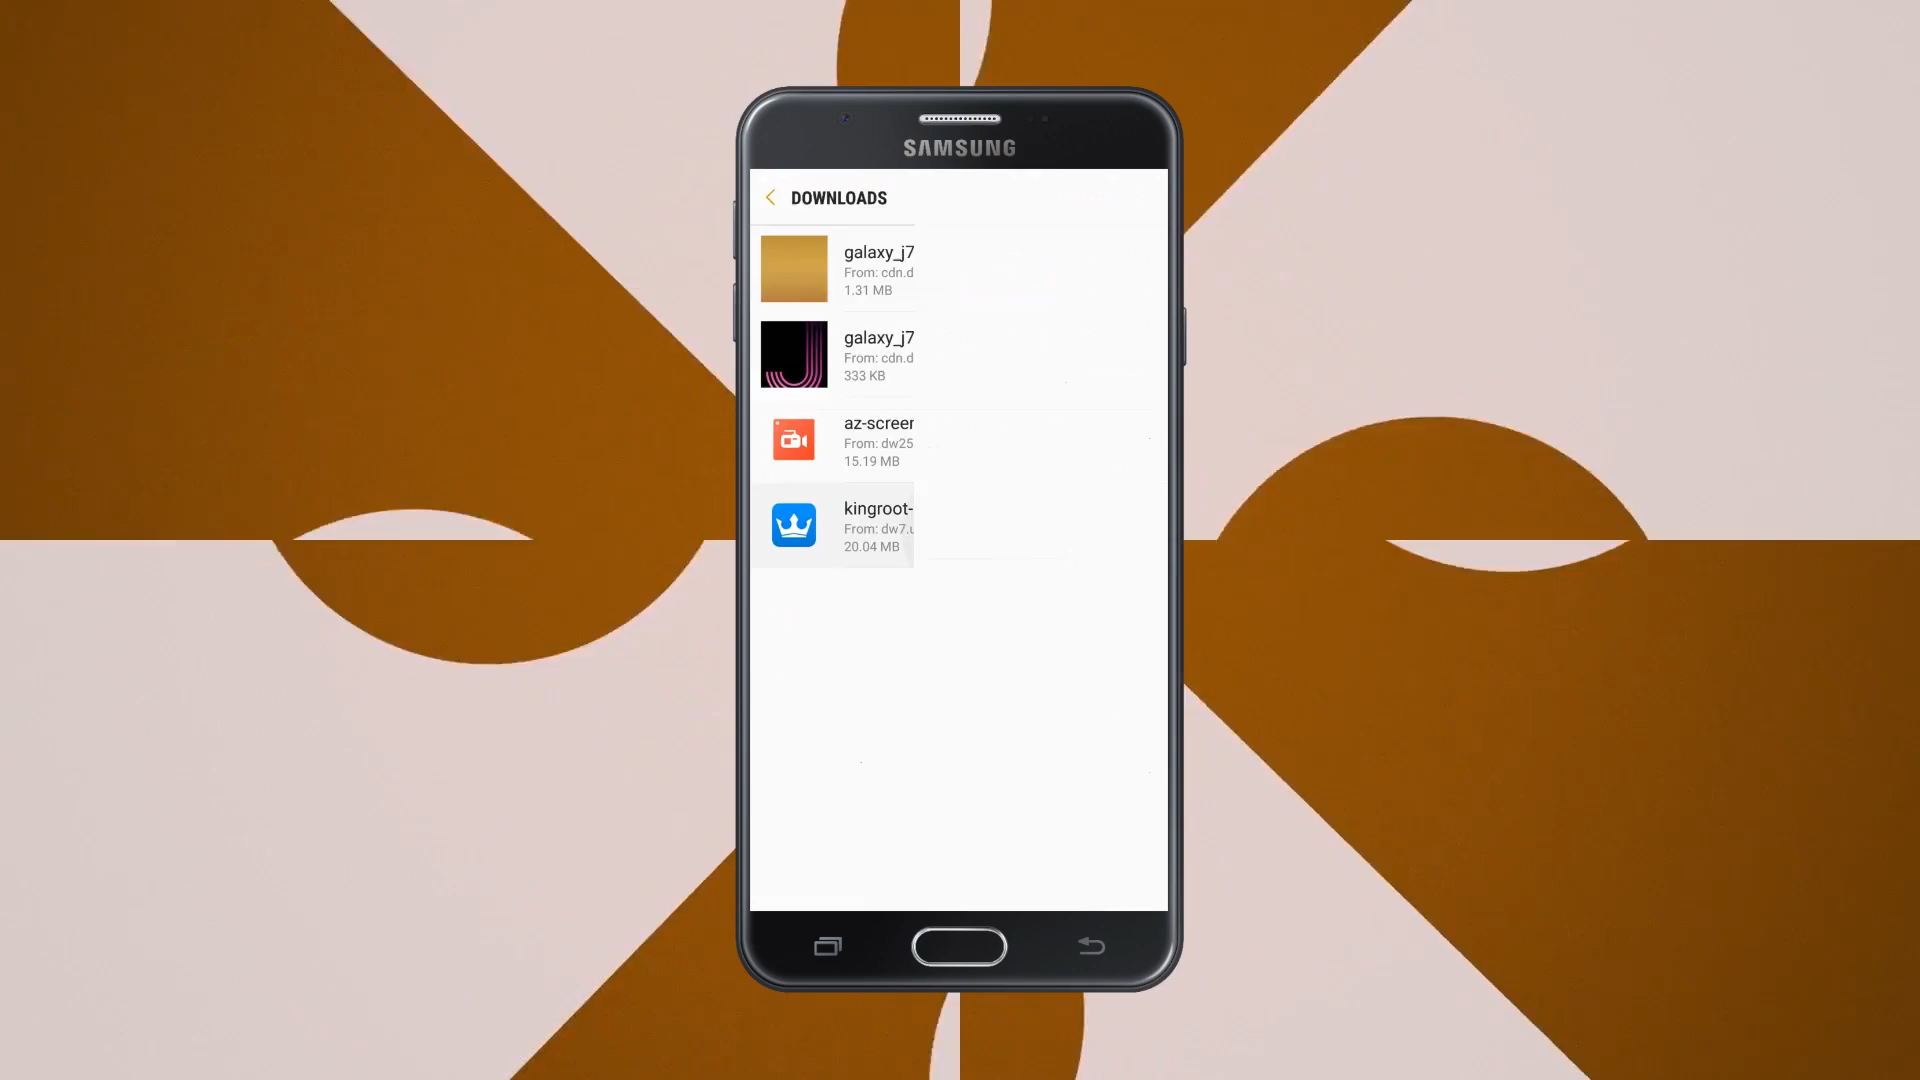 SAMSUNG
DOWNLOADS
galaxy_j7
From: cdn.d
1.31 MB
galaxy_j7
From: cdn.d
333 KB
az-screen
From: dw25
15.19 MB
kingroot-
From: dw7.u
20.04 MB